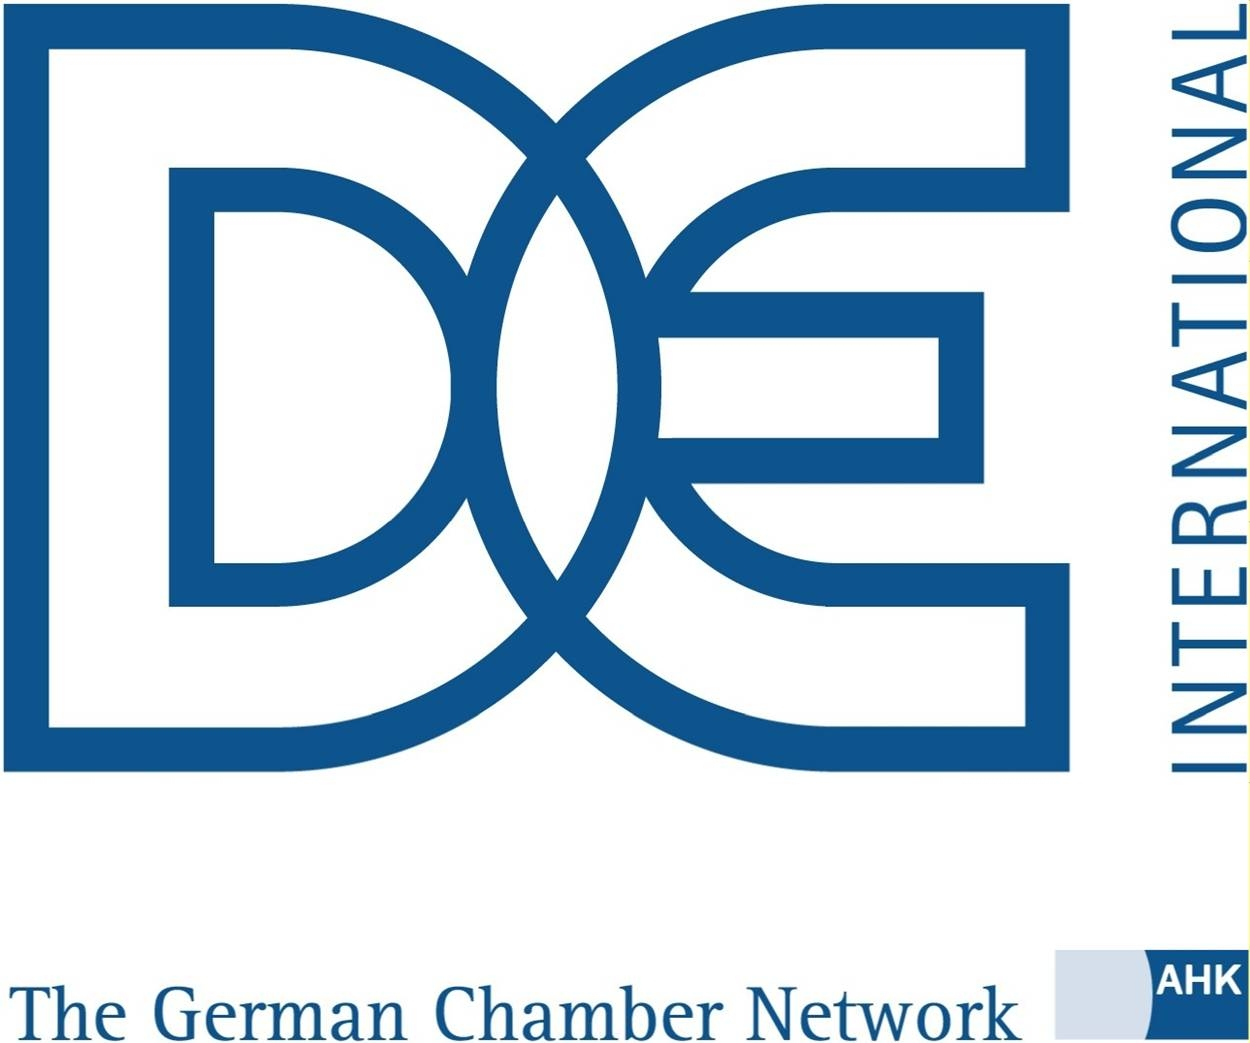 DE
INTERNATIONAL
The German Chamber Network
AHK